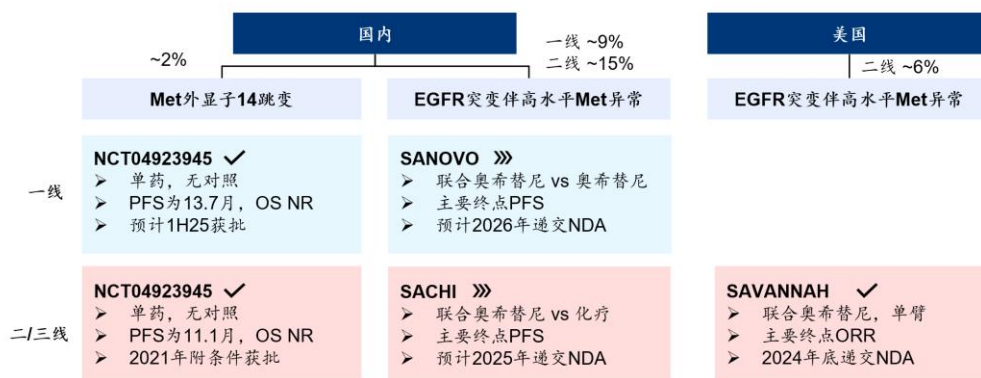 国内
美国
~2%
一线 ~9%
二线 ~15%
二线 ~6%
Met外显子14跳变
EGFR突变伴高水平Met异常
EGFR突变伴高水平Met异常
一线
NCT04923945 ✓
➢ 单药，无对照
➢ PFS为13.7月，OS NR
➢ 预计1H25获批
SANOVO »›
➢ 联合奥希替尼 vs 奥希替尼
➢ 主要终点PFS
➢ 预计2026年递交NDA
二/三线
NCT04923945 ✓
➢ 单药，无对照
➢ PFS为11.1月，OS NR
➢ 2021年附条件获批
SACHI »›
➢ 联合奥希替尼 vs 化疗
➢ 主要终点PFS
➢ 预计2025年递交NDA
SAVANNAH ✓
➢ 联合奥希替尼，单臂
➢ 主要终点ORR
➢ 2024年底递交NDA